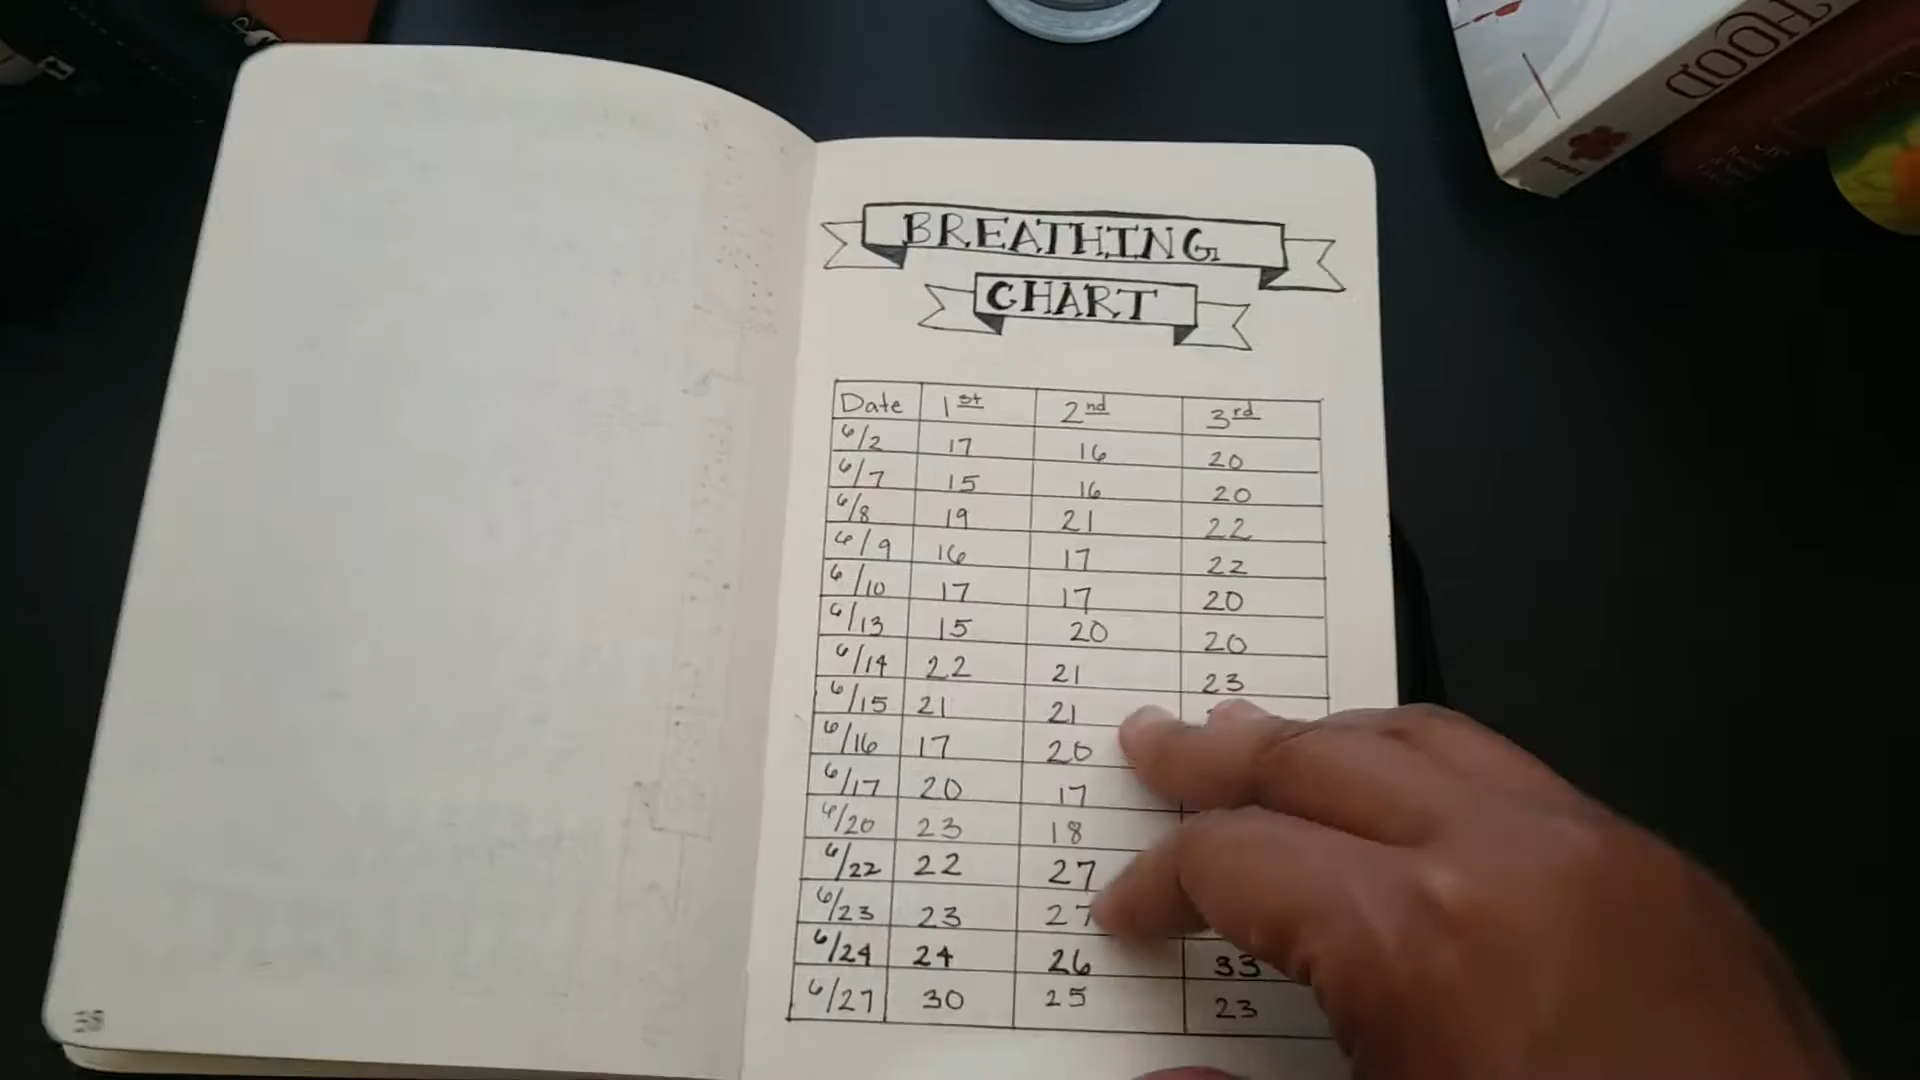 HOOD
BREATHING
CHART
Date 1st 2nd 3rd
6/2 17 16 20
6/7 15 16 20
6/8 19 21 22
6/9 16 17 22
6/10 17 17 20
6/13 15 20 20
6/14 22 21 23
6/15 21 21
6/16 17 20
6/17 20 17
6/20 23 18
6/22 22 27
6/23 23 27
6/24 24 26 33
6/27 30 25 23